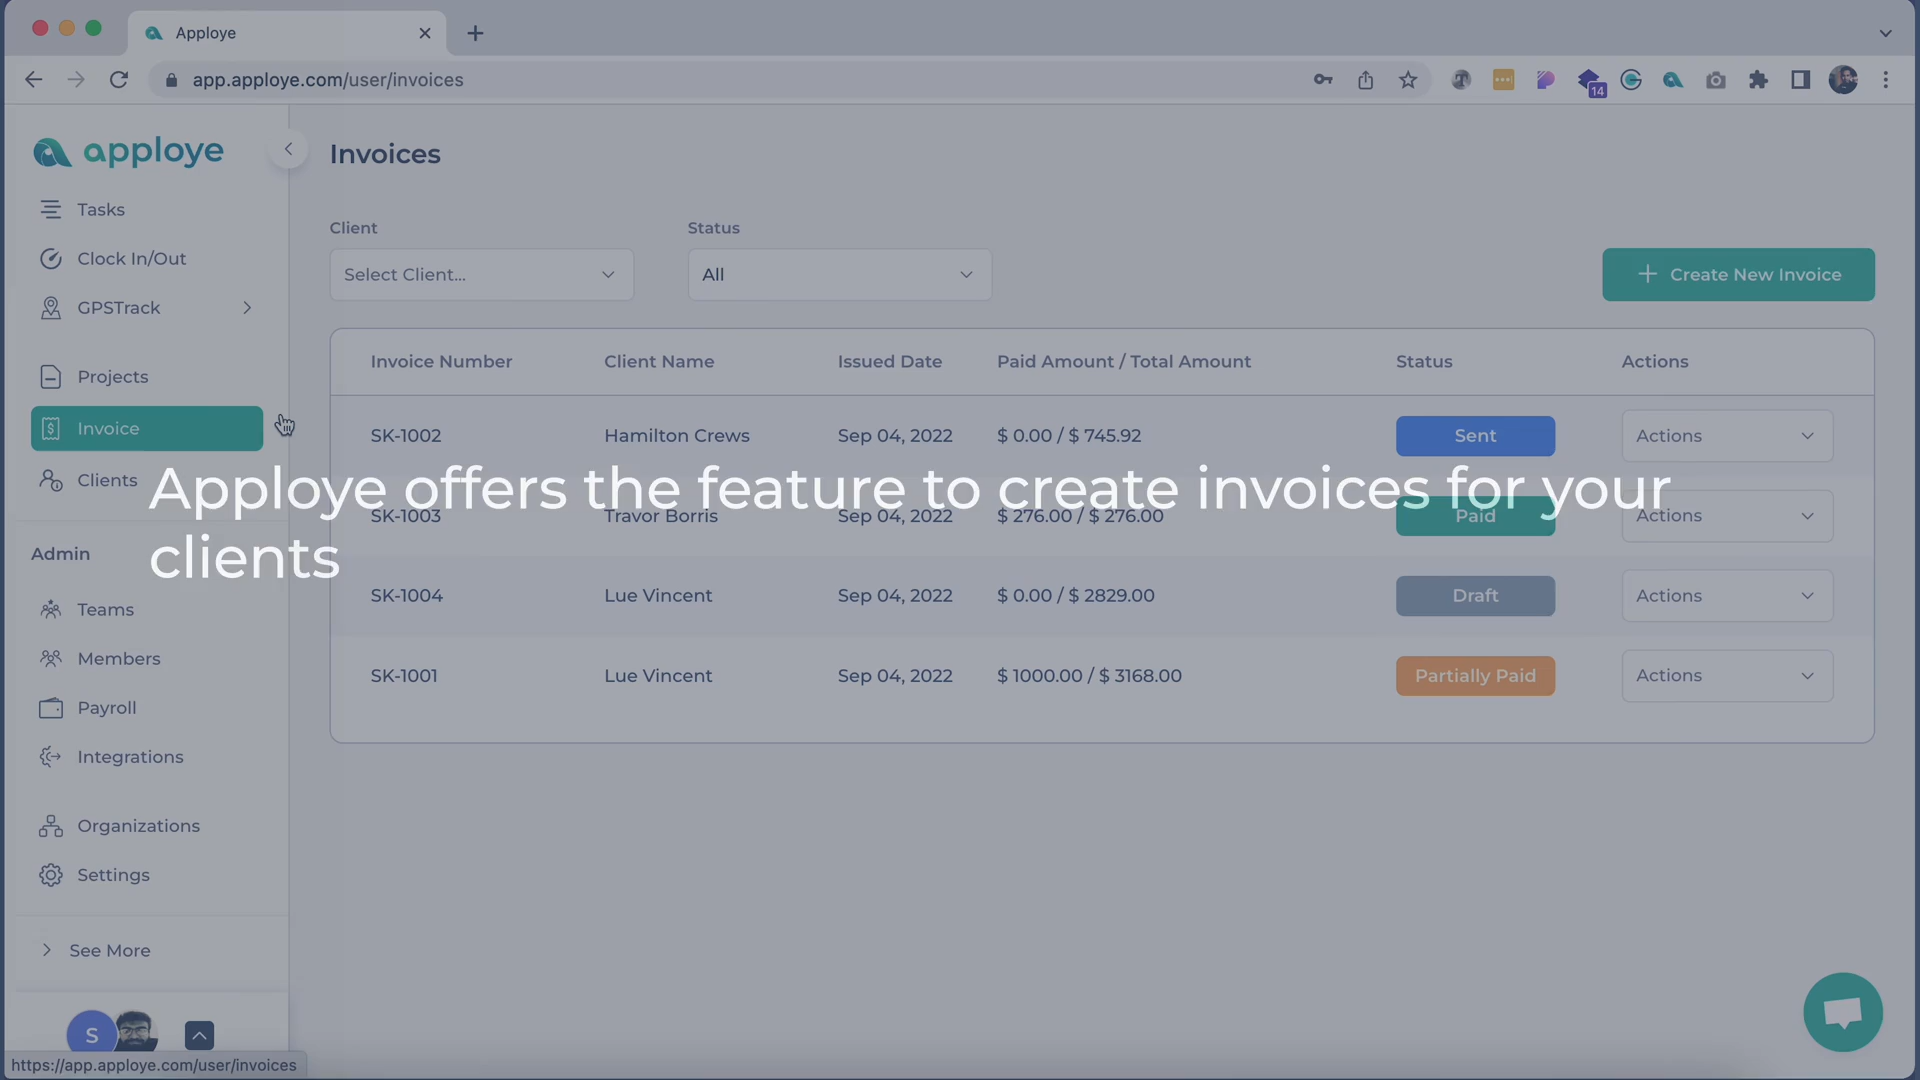 Apploye
app.apploye.com/user/invoices
14
apploye
Invoices
Tasks
Clock In/Out
GPSTrack
Projects
Invoice
Clients
Admin
Teams
Members
Payroll
Integrations
Organizations
Settings
See More
S
https://app.apploye.com/user/invoices
Client
Status
Select Client...
All
Create New Invoice
Invoice Number Client Name Issued Date Paid Amount / Total Amount Status Actions
SK-1002 Hamilton Crews Sep 04, 2022 $ 0.00 / $ 745.92 Sent Actions
SK-1003 Travor Borris Sep 04, 2022 $ 276.00 / $ 276.00 Paid Actions
SK-1004 Lue Vincent Sep 04, 2022 $ 0.00 / $ 2829.00 Draft Actions
SK-1001 Lue Vincent Sep 04, 2022 $ 1000.00 / $ 3168.00 Partially Paid Actions
Apploye offers the feature to create invoices for your
clients